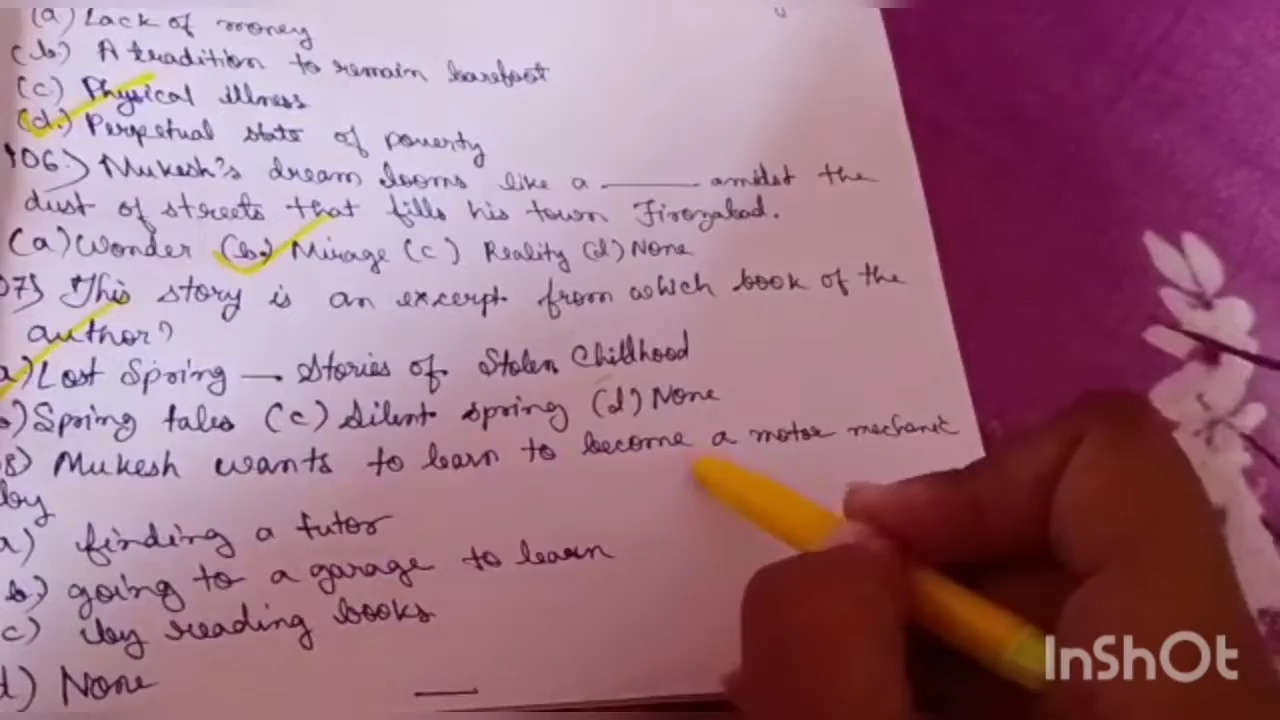 (a) Lack of money
(b) A tradition to remain barefoot
(c) Physical illness
(d.) Perpetual state of poverty
106.) Mukesh's dream looms like a ______ amidst the
dust of streets that fills his town Firozabad.
(a) Wonder (b.) Mirage (c) Reality (d) None
07) This story is an excerpt from which book of the
author?
a) Lost Spring — Stories of Stolen Childhood
b) Spring tales (c) Silent spring (d) None
8) Mukesh wants to learn to become a motor mechanic
by
a) finding a tutor
b) going to a garage to learn
c) by reading books
d) None
InShOt